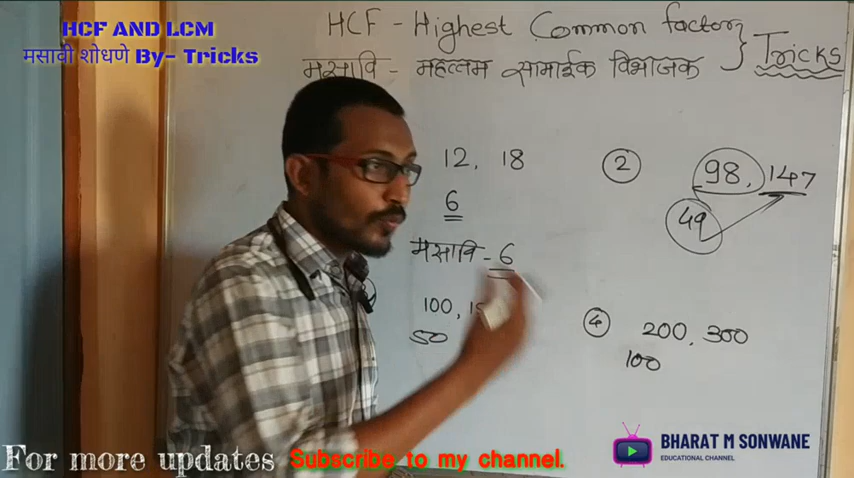 HCF AND LCM
मसावी शोधणे By- Tricks
HCF - Highest Common factor
मसावि - महत्तम सामाईक विभाजक
Tricks
12, 18
6
मसावि - 6
100,
50
2
98, 147
49
4
200, 300
100
For more updates
Subscribe to my channel.
BHARAT M SONWANE
EDUCATIONAL CHANNEL